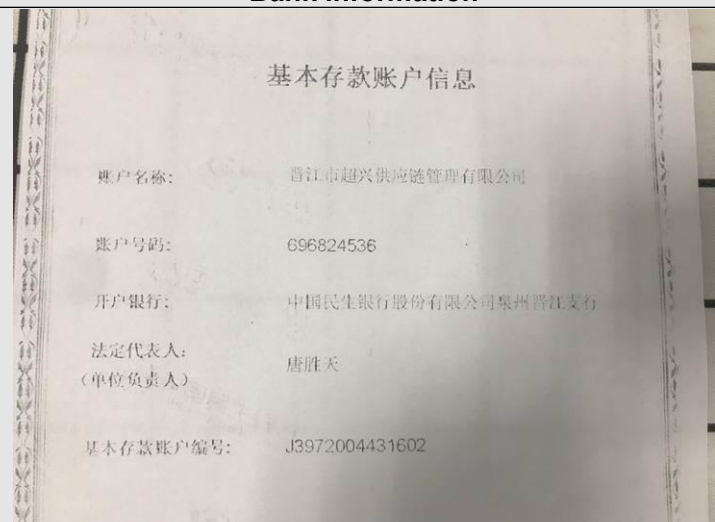 基本存款账户信息
账户名称: 晋江市超兴供应链管理有限公司
账户号码: 696824536
开户银行: 中国民生银行股份有限公司泉州晋江支行
法定代表人:
(单位负责人) 唐胜天
基本存款账户编号: J3972004431602